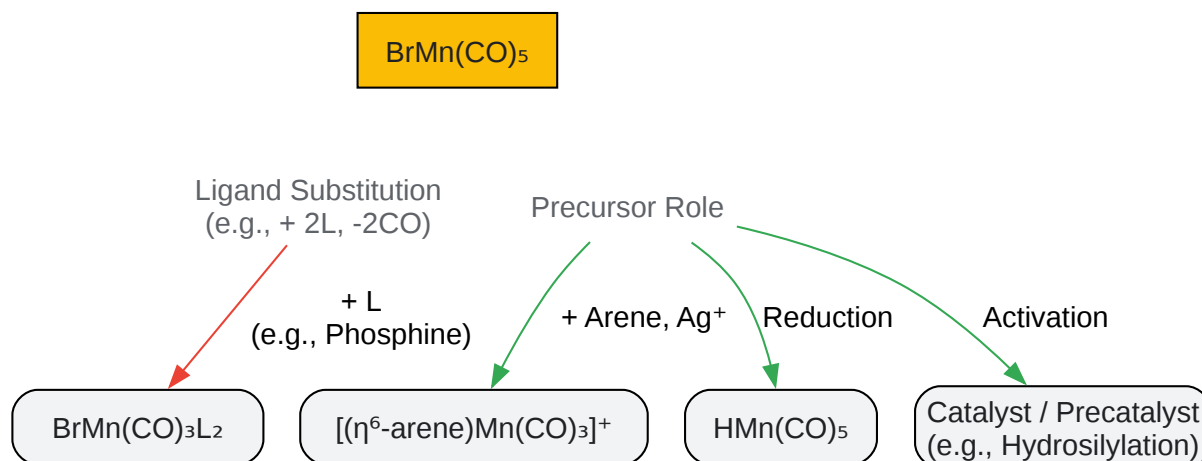 BrMn(CO)₅
Ligand Substitution
(e.g., + 2L, -2CO)
Precursor Role
+ L
(e.g., Phosphine)
+ Arene, Ag⁺
Reduction
Activation
BrMn(CO)₃L₂
[(η⁶-arene)Mn(CO)₃]⁺
HMn(CO)₅
Catalyst / Precatalyst
(e.g., Hydrosilylation)